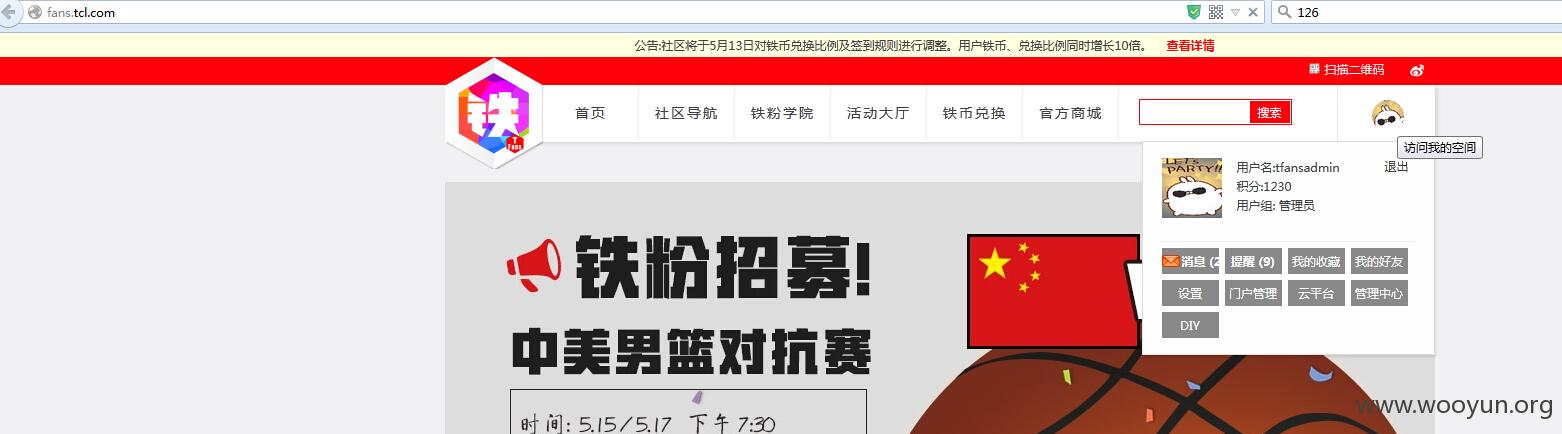 fans.tcl.com
126
公告:社区将于5月13日对铁币兑换比例及签到规则进行调整。用户铁币、兑换比例同时增长10倍。 查看详情
扫描二维码
铁
T
Fans
首页 社区导航 铁粉学院 活动大厅 铁币兑换 官方商城 搜索
访问我的空间
LET'S
PARTY!!
用户名:tfansadmin 退出
积分:1230
用户组: 管理员
消息 (2 提醒 (9) 我的收藏 我的好友
设置 门户管理 云平台 管理中心
DIY
铁粉招募!
中美男篮对抗赛
时间: 5.15/5.17 下午7:30
www.wooyun.org